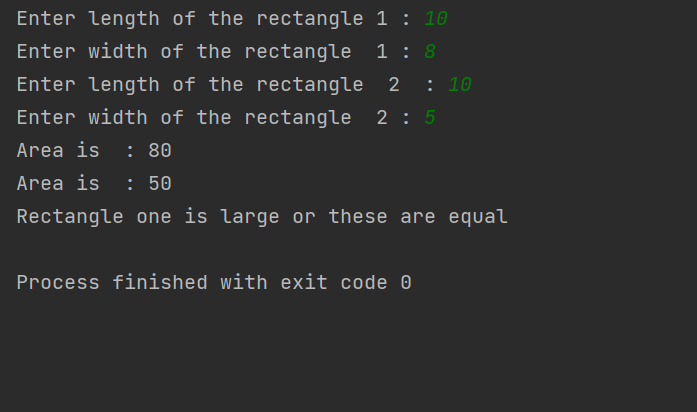 Enter length of the rectangle 1 : 10
Enter width of the rectangle  1 : 8
Enter length of the rectangle  2  : 10
Enter width of the rectangle  2 : 5
Area is  : 80
Area is  : 50
Rectangle one is large or these are equal
Process finished with exit code 0